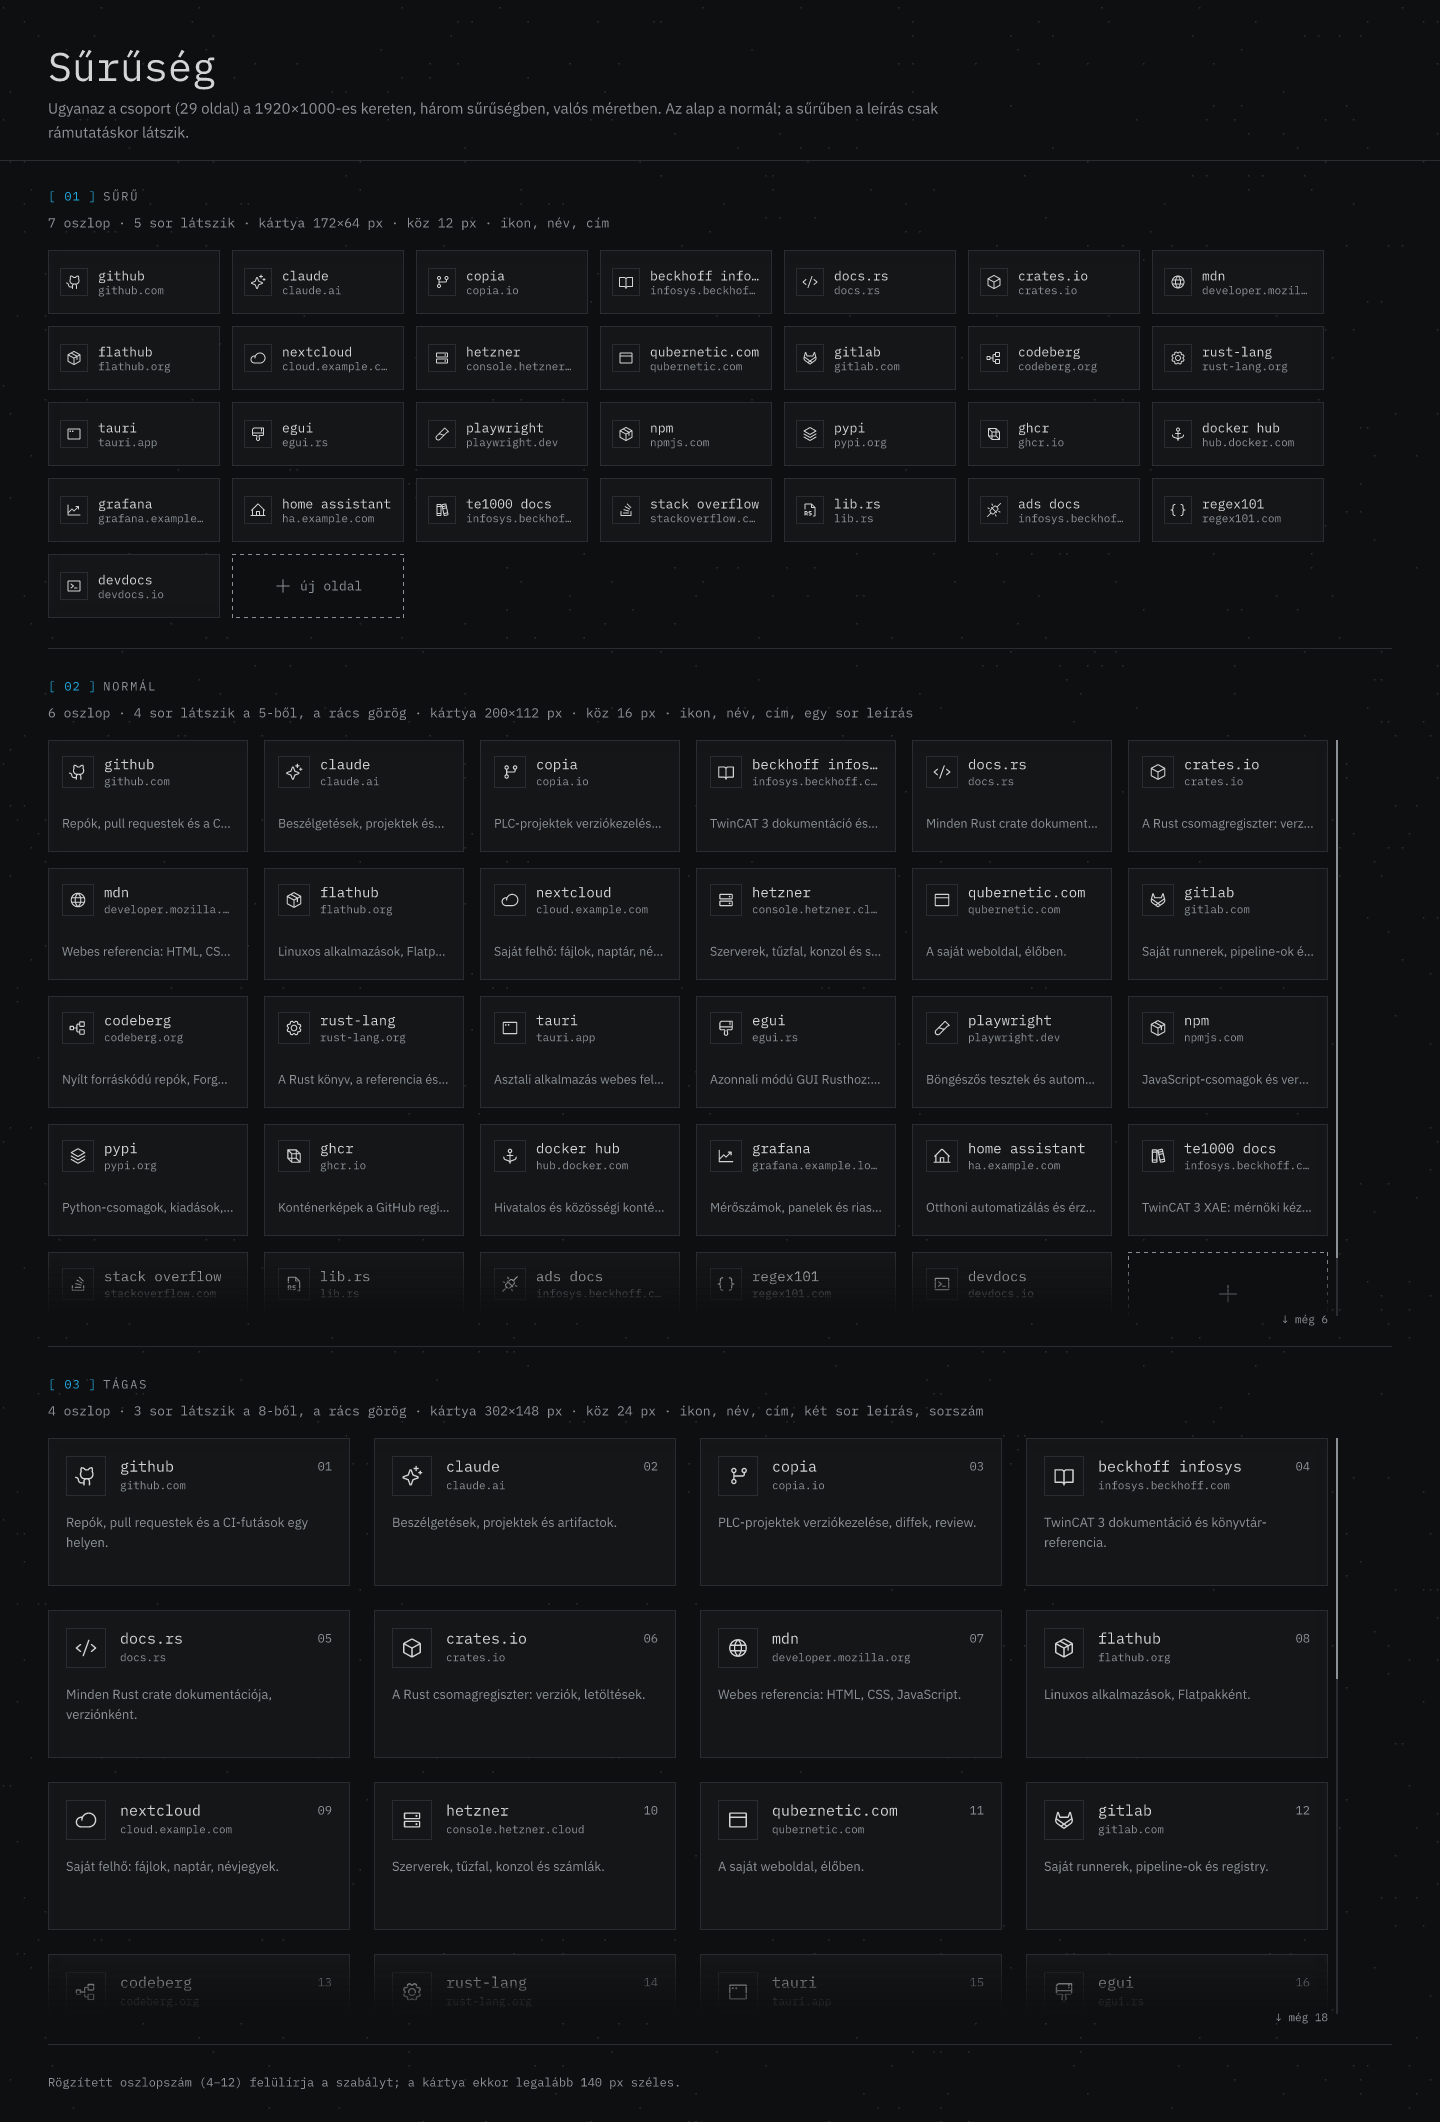 Sűrűség
Ugyanaz a csoport (29 oldal) a 1920×1000-es kereten, három sűrűségben, valós méretben. Az alap a normál; a sűrűben a leírás csak
rámutatáskor látszik.
[ 01 ] SŰRŰ
7 oszlop · 5 sor látszik · kártya 172×64 px · köz 12 px · ikon, név, cím
github
github.com
claude
claude.ai
copia
copia.io
beckhoff info…
infosys.beckhof…
docs.rs
docs.rs
crates.io
crates.io
mdn
developer.mozil…
flathub
flathub.org
nextcloud
cloud.example.c…
hetzner
console.hetzner…
qubernetic.com
qubernetic.com
gitlab
gitlab.com
codeberg
codeberg.org
rust-lang
rust-lang.org
tauri
tauri.app
egui
egui.rs
playwright
playwright.dev
npm
npmjs.com
pypi
pypi.org
ghcr
ghcr.io
docker hub
hub.docker.com
grafana
grafana.example…
home assistant
ha.example.com
te1000 docs
infosys.beckhof…
stack overflow
stackoverflow.c…
lib.rs
lib.rs
ads docs
infosys.beckhof…
regex101
regex101.com
devdocs
devdocs.io
új oldal
[ 02 ] NORMÁL
6 oszlop · 4 sor látszik a 5-ből, a rács görög · kártya 200×112 px · köz 16 px · ikon, név, cím, egy sor leírás
github
github.com
Repók, pull requestek és a C…
claude
claude.ai
Beszélgetések, projektek és…
copia
copia.io
PLC-projektek verziókezelés…
beckhoff infos…
infosys.beckhoff.c…
TwinCAT 3 dokumentáció és…
docs.rs
docs.rs
Minden Rust crate dokument…
crates.io
crates.io
A Rust csomagregiszter: verz…
mdn
developer.mozilla.…
Webes referencia: HTML, CS…
flathub
flathub.org
Linuxos alkalmazások, Flatp…
nextcloud
cloud.example.com
Saját felhő: fájlok, naptár, né…
hetzner
console.hetzner.cl…
Szerverek, tűzfal, konzol és s…
qubernetic.com
qubernetic.com
A saját weboldal, élőben.
gitlab
gitlab.com
Saját runnerek, pipeline-ok é…
codeberg
codeberg.org
Nyílt forráskódú repók, Forg…
rust-lang
rust-lang.org
A Rust könyv, a referencia és…
tauri
tauri.app
Asztali alkalmazás webes fel…
egui
egui.rs
Azonnali módú GUI Rusthoz:…
playwright
playwright.dev
Böngészős tesztek és autom…
npm
npmjs.com
JavaScript-csomagok és ver…
pypi
pypi.org
Python-csomagok, kiadások,…
ghcr
ghcr.io
Konténerképek a GitHub regi…
docker hub
hub.docker.com
Hivatalos és közösségi konté…
grafana
grafana.example.lo…
Mérőszámok, panelek és rias…
home assistant
ha.example.com
Otthoni automatizálás és érz…
te1000 docs
infosys.beckhoff.c…
TwinCAT 3 XAE: mérnöki kéz…
stack overflow
stackoverflow.com
lib.rs
lib.rs
ads docs
infosys.beckhoff.c…
regex101
regex101.com
devdocs
devdocs.io
↓ még 6
[ 03 ] TÁGAS
4 oszlop · 3 sor látszik a 8-ből, a rács görög · kártya 302×148 px · köz 24 px · ikon, név, cím, két sor leírás, sorszám
github 01
github.com
Repók, pull requestek és a CI-futások egy
helyen.
claude 02
claude.ai
Beszélgetések, projektek és artifactok.
copia 03
copia.io
PLC-projektek verziókezelése, diffek, review.
beckhoff infosys 04
infosys.beckhoff.com
TwinCAT 3 dokumentáció és könyvtár-
referencia.
docs.rs 05
docs.rs
Minden Rust crate dokumentációja,
verziónként.
crates.io 06
crates.io
A Rust csomagregiszter: verziók, letöltések.
mdn 07
developer.mozilla.org
Webes referencia: HTML, CSS, JavaScript.
flathub 08
flathub.org
Linuxos alkalmazások, Flatpakként.
nextcloud 09
cloud.example.com
Saját felhő: fájlok, naptár, névjegyek.
hetzner 10
console.hetzner.cloud
Szerverek, tűzfal, konzol és számlák.
qubernetic.com 11
qubernetic.com
A saját weboldal, élőben.
gitlab 12
gitlab.com
Saját runnerek, pipeline-ok és registry.
codeberg 13
codeberg.org
rust-lang 14
rust-lang.org
tauri 15
tauri.app
egui 16
egui.rs
↓ még 18
Rögzített oszlopszám (4–12) felülírja a szabályt; a kártya ekkor legalább 140 px széles.